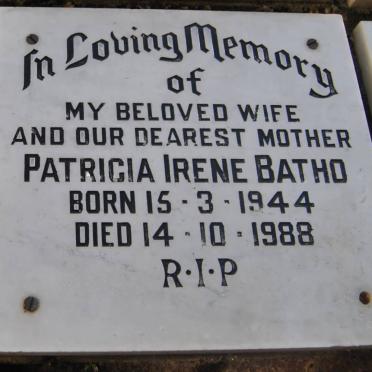 In Loving Memory
of
MY BELOVED WIFE
AND OUR DEAREST MOTHER
PATRICIA IRENE BATHO
BORN 15 · 3 · 1944
DIED 14 · 10 · 1988
R·I·P